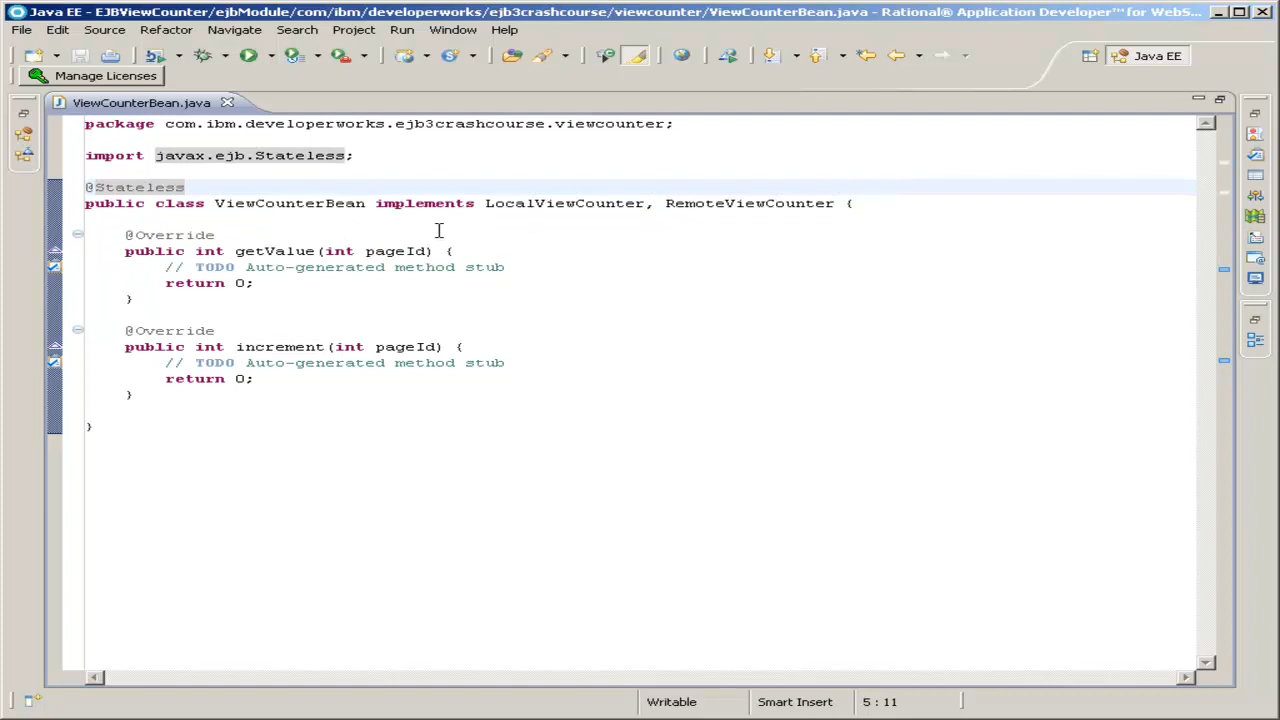 Java EE - EJBViewCounter/ejbModule/com/ibm/developerworks/ejb3crashcourse/viewcounter/ViewCounterBean.java - Rational® Application Developer™ for WebS...
File Edit Source Refactor Navigate Search Project Run Window Help
Java EE
Manage Licenses
ViewCounterBean.java
package com.ibm.developerworks.ejb3crashcourse.viewcounter;
import javax.ejb.Stateless;
@Stateless
public class ViewCounterBean implements LocalViewCounter, RemoteViewCounter {
@Override
public int getValue(int pageId) {
// TODO Auto-generated method stub
return 0;
}
@Override
public int increment(int pageId) {
// TODO Auto-generated method stub
return 0;
}
}
Writable Smart Insert 5 : 11